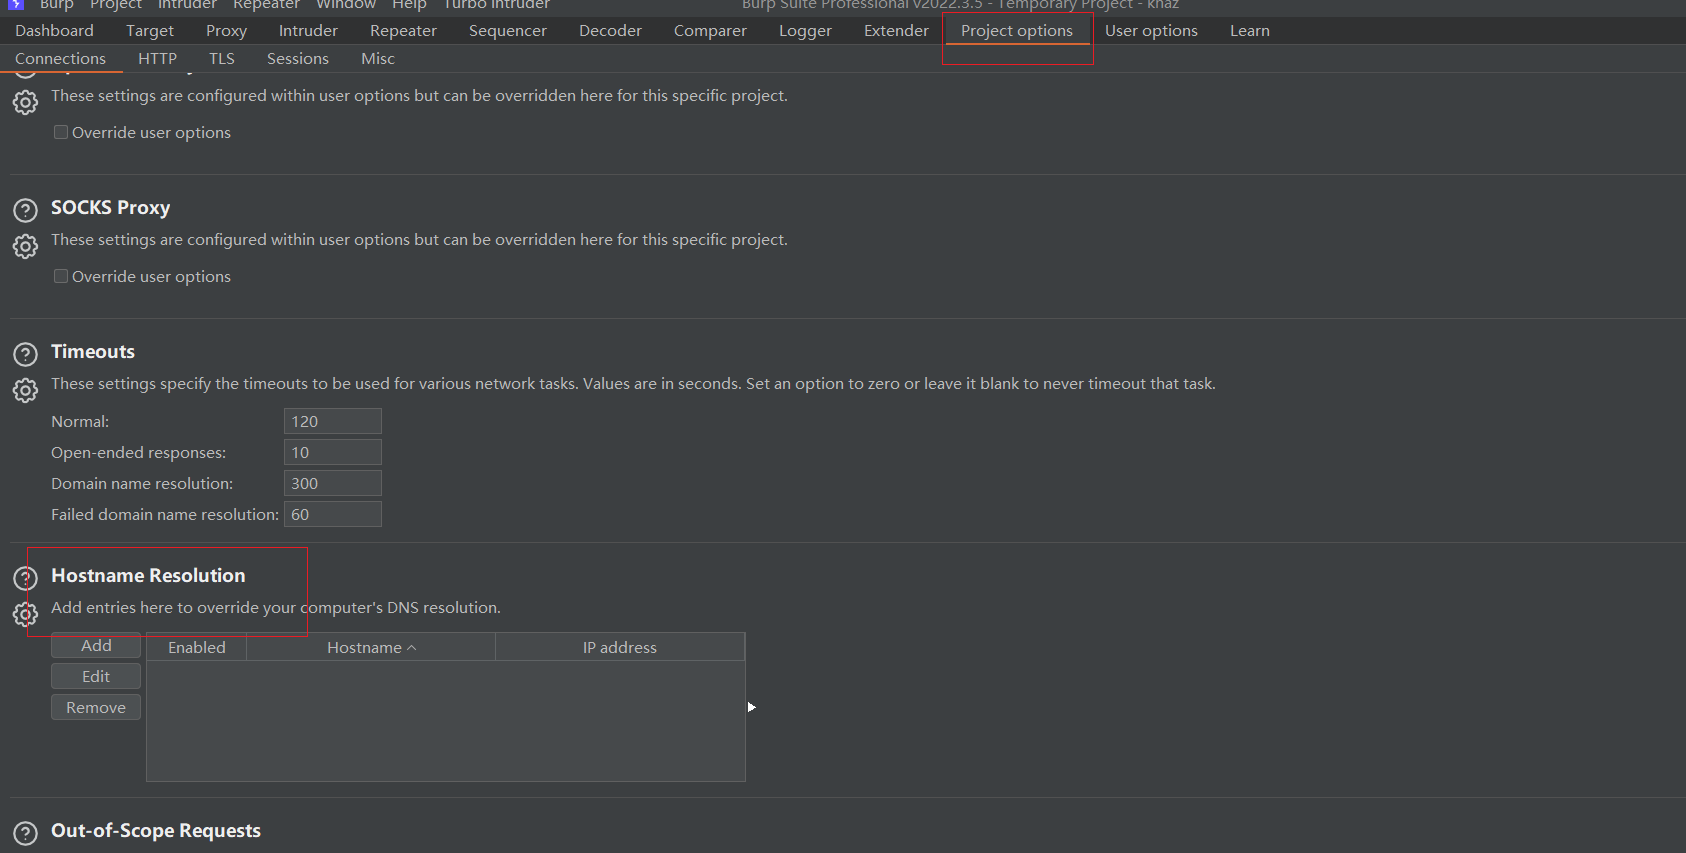 Burp Project Intruder Repeater Window Help Turbo Intruder Burp Suite Professional v2022.3.5 - Temporary Project - khaz
Dashboard Target Proxy Intruder Repeater Sequencer Decoder Comparer Logger Extender Project options User options Learn
Connections HTTP TLS Sessions Misc
These settings are configured within user options but can be overridden here for this specific project.
Override user options
SOCKS Proxy
These settings are configured within user options but can be overridden here for this specific project.
Override user options
Timeouts
These settings specify the timeouts to be used for various network tasks. Values are in seconds. Set an option to zero or leave it blank to never timeout that task.
Normal: 120
Open-ended responses: 10
Domain name resolution: 300
Failed domain name resolution: 60
Hostname Resolution
Add entries here to override your computer's DNS resolution.
Add Enabled Hostname IP address
Edit
Remove
Out-of-Scope Requests